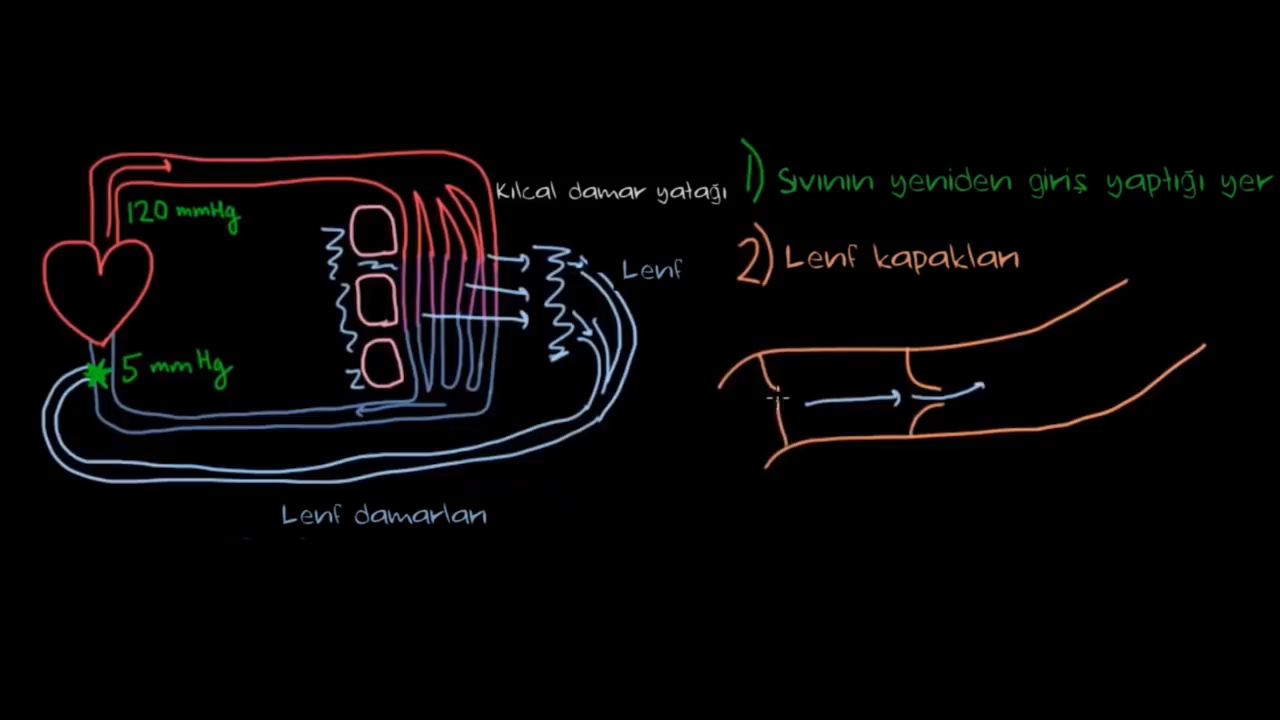 120 mmHg
Kılcal damar yatağı
1) Sıvının yeniden giriş yaptığı yer
2) Lenf kapakları
Lenf
5 mmHg
Lenf damarları